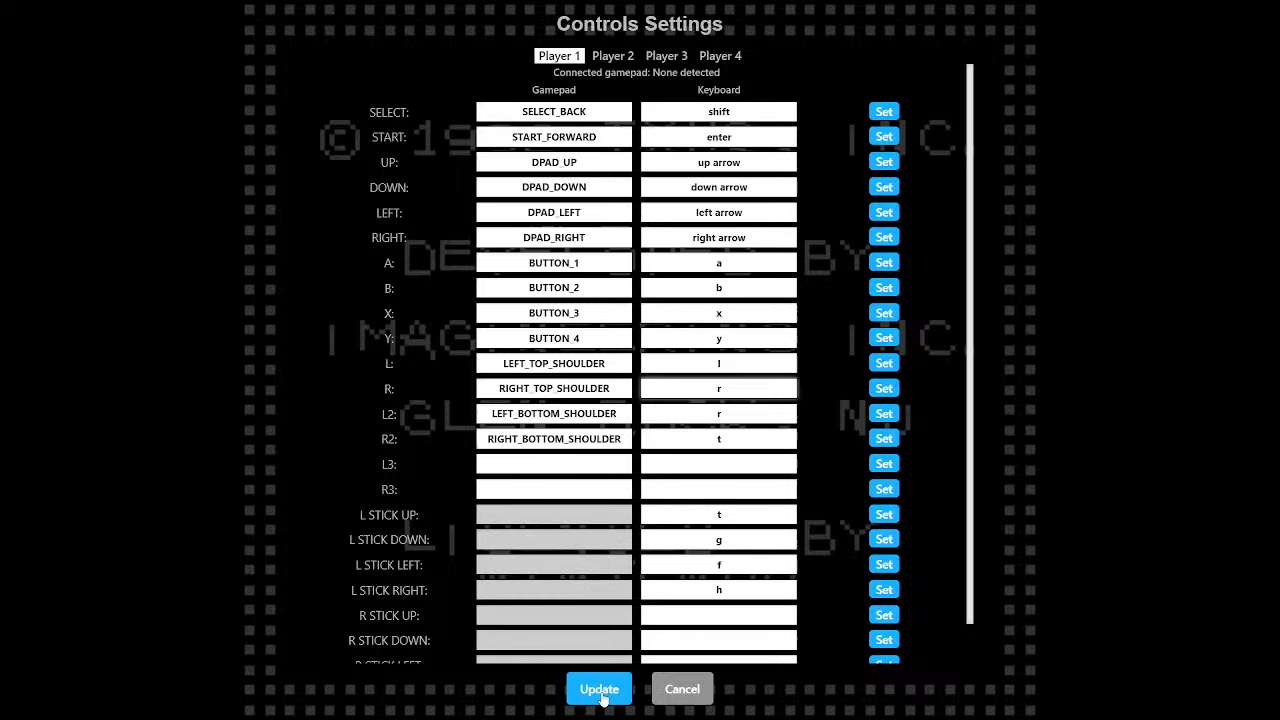 Controls Settings
Player 1 Player 2 Player 3 Player 4
Connected gamepad: None detected
Gamepad Keyboard
SELECT: SELECT_BACK shift Set
START: START_FORWARD enter Set
UP: DPAD_UP up arrow Set
DOWN: DPAD_DOWN down arrow Set
LEFT: DPAD_LEFT left arrow Set
RIGHT: DPAD_RIGHT right arrow Set
A: BUTTON_1 a Set
B: BUTTON_2 b Set
X: BUTTON_3 x Set
Y: BUTTON_4 y Set
L: LEFT_TOP_SHOULDER l Set
R: RIGHT_TOP_SHOULDER r Set
L2: LEFT_BOTTOM_SHOULDER r Set
R2: RIGHT_BOTTOM_SHOULDER t Set
L3: Set
R3: Set
L STICK UP: t Set
L STICK DOWN: g Set
L STICK LEFT: f Set
L STICK RIGHT: h Set
R STICK UP: Set
R STICK DOWN: Set
Update Cancel